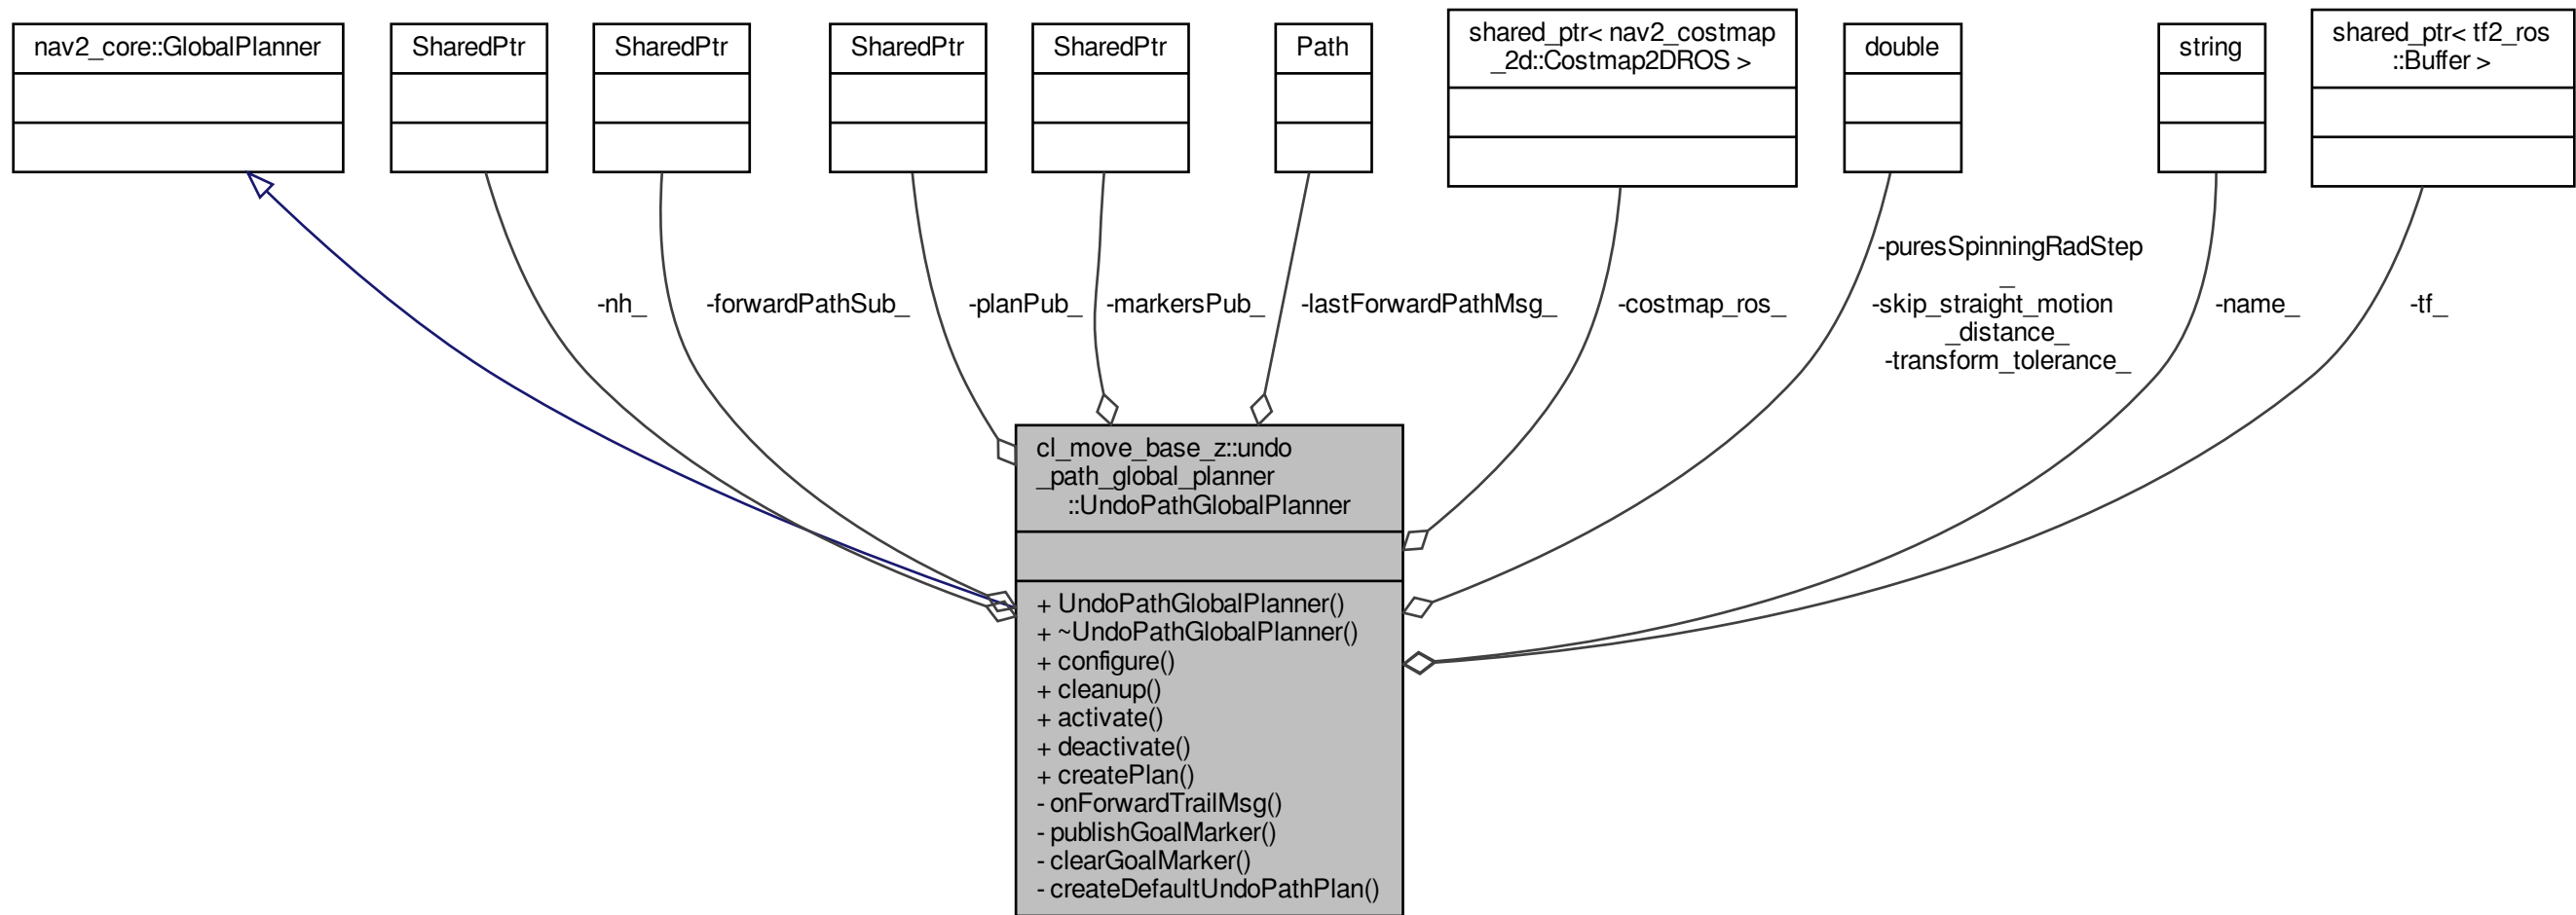 nav2_core::GlobalPlanner
SharedPtr
SharedPtr
SharedPtr
SharedPtr
Path
shared_ptr< nav2_costmap
_2d::Costmap2DROS >
double
string
shared_ptr< tf2_ros
::Buffer >
-nh_
-forwardPathSub_
-planPub_
-markersPub_
-lastForwardPathMsg_
-costmap_ros_
-puresSpinningRadStep
_
-skip_straight_motion
_distance_
-transform_tolerance_
-name_
-tf_
cl_move_base_z::undo
_path_global_planner
::UndoPathGlobalPlanner
+ UndoPathGlobalPlanner()
+ ~UndoPathGlobalPlanner()
+ configure()
+ cleanup()
+ activate()
+ deactivate()
+ createPlan()
- onForwardTrailMsg()
- publishGoalMarker()
- clearGoalMarker()
- createDefaultUndoPathPlan()